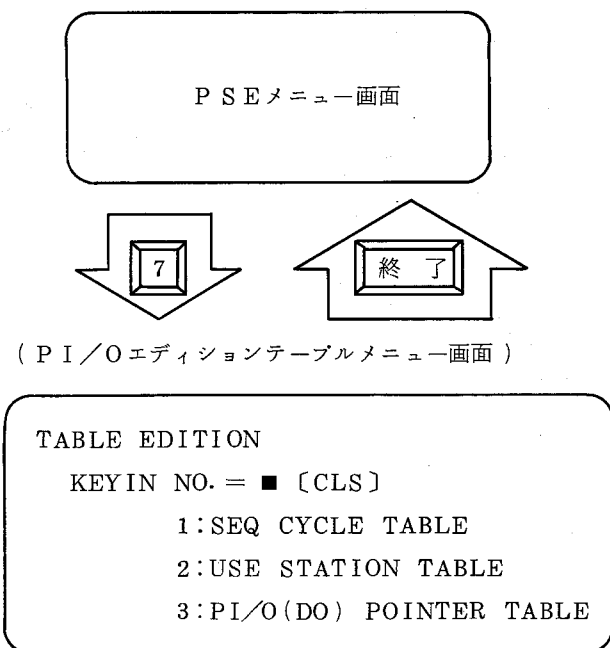 PSEメニュー画面
7
終 了
( PI／Oエディションテーブルメニュー画面 )
TABLE EDITION
KEYIN NO. = ■ 〔CLS〕
1:SEQ CYCLE TABLE
2:USE STATION TABLE
3:PI／O(DO) POINTER TABLE